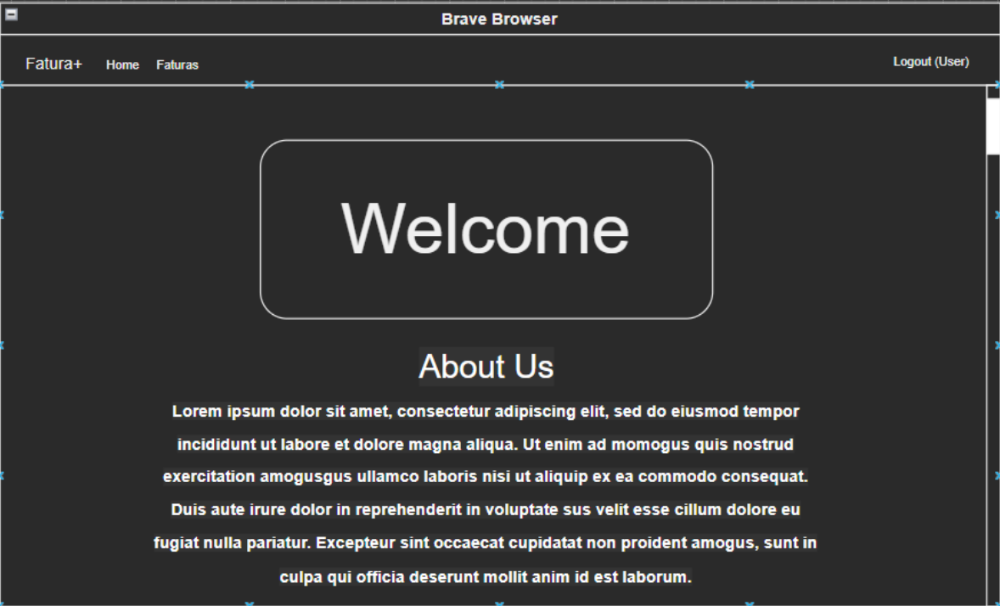 Brave Browser
Fatura+ Home Faturas Logout (User)
Welcome
About Us
Lorem ipsum dolor sit amet, consectetur adipiscing elit, sed do eiusmod tempor
incididunt ut labore et dolore magna aliqua. Ut enim ad momogus quis nostrud
exercitation amogusgus ullamco laboris nisi ut aliquip ex ea commodo consequat.
Duis aute irure dolor in reprehenderit in voluptate sus velit esse cillum dolore eu
fugiat nulla pariatur. Excepteur sint occaecat cupidatat non proident amogus, sunt in
culpa qui officia deserunt mollit anim id est laborum.